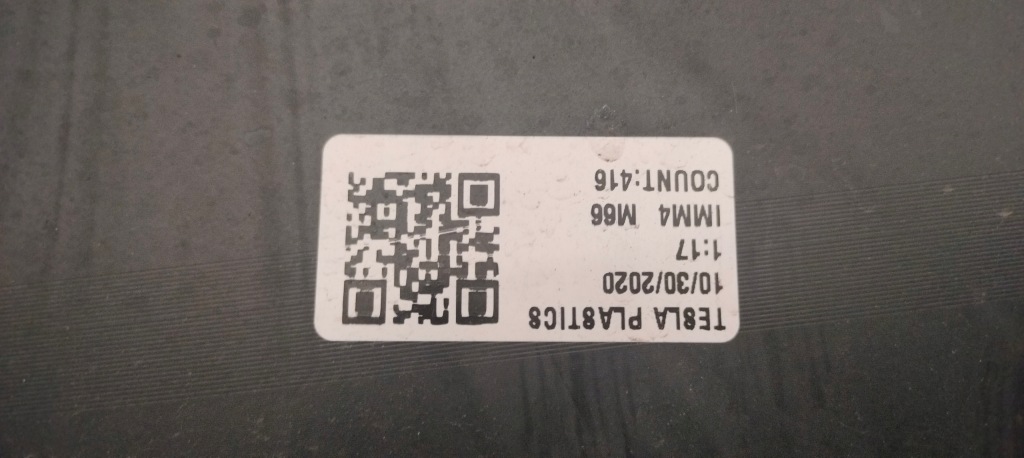 TESLA PLASTICS
10/30/2020
1:17
IMM4 M66
COUNT:416